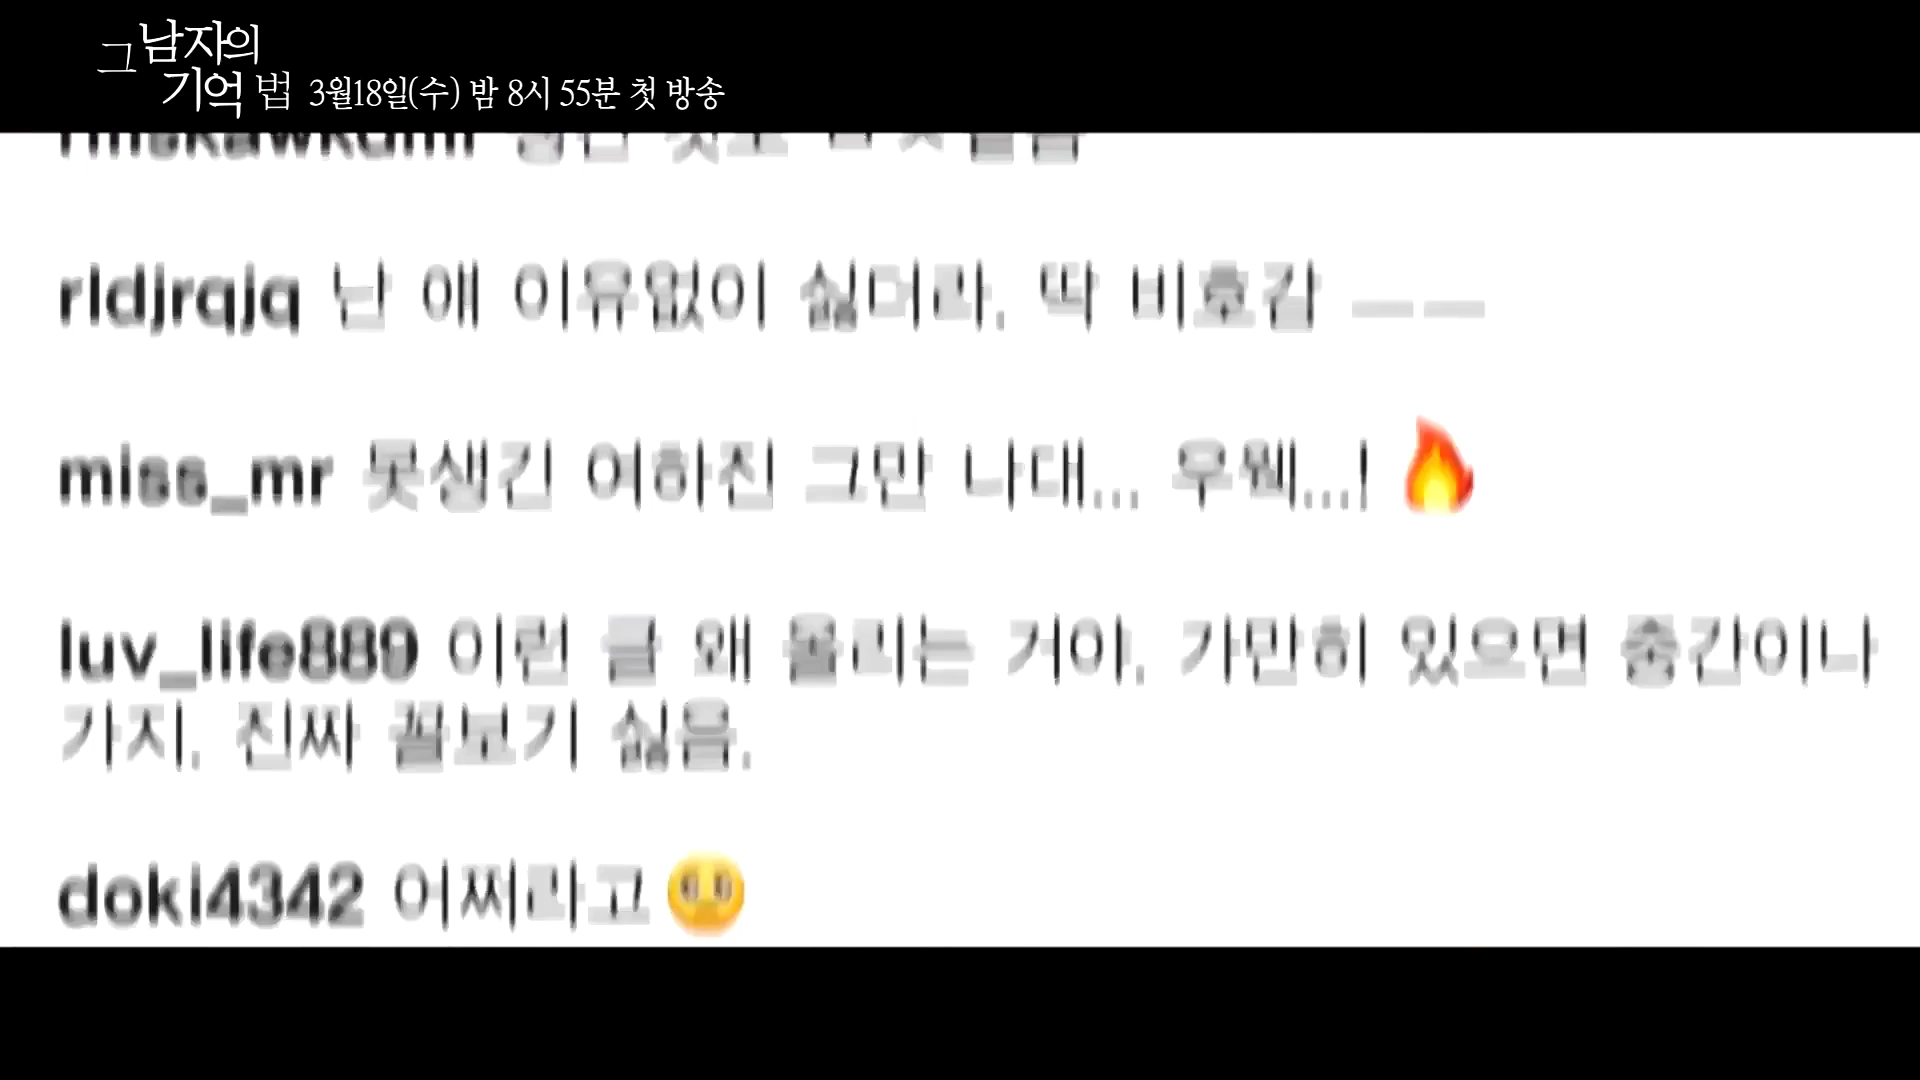 그 남자의
기억법 3월18일(수) 밤 8시 55분 첫 방송
rldjrqjq 난 얘 이유없이 싫더라. 딱 비호감 ㅡㅡ
miss_mr 못생긴 여하진 그만 나대... 우웩...! 🔥
luv_life889 이런 글 왜 올리는 거야. 가만히 있으면 중간이나
가지. 진짜 꼴보기 싫음.
doki4342 어쩌라고